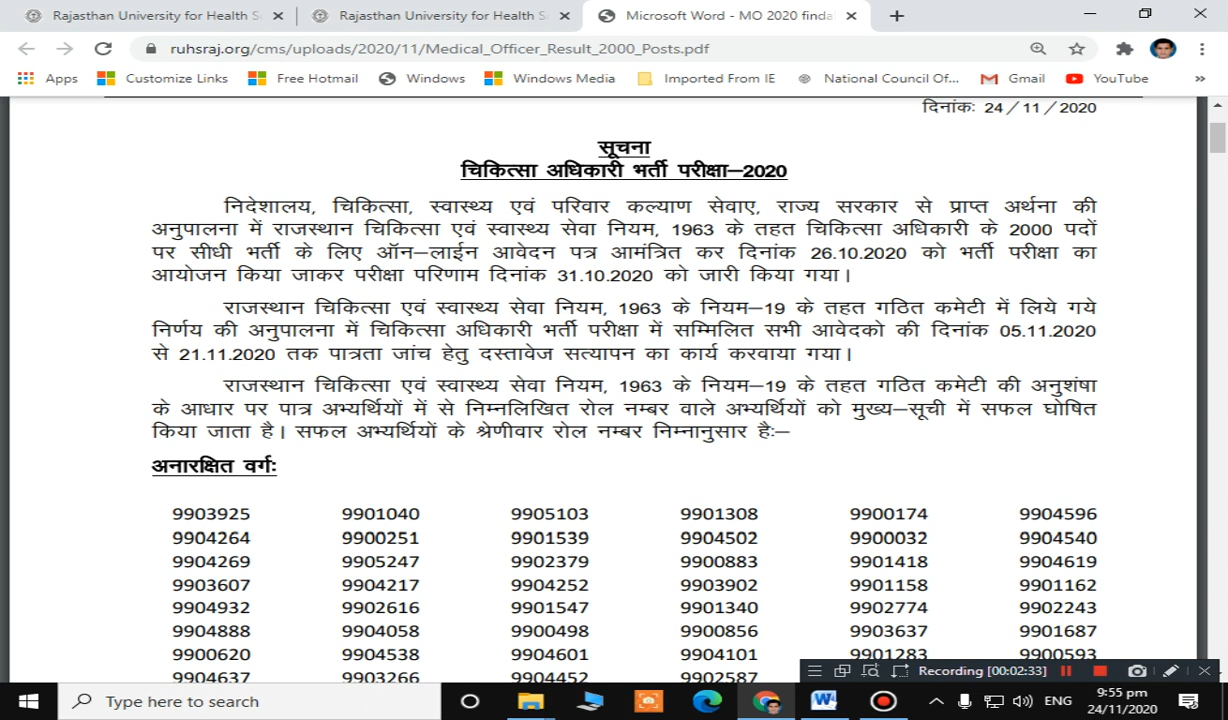 Rajasthan University for Health S
Rajasthan University for Health S
Microsoft Word - MO 2020 finda
ruhsraj.org/cms/uploads/2020/11/Medical_Officer_Result_2000_Posts.pdf
Apps Customize Links Free Hotmail Windows Windows Media Imported From IE National Council Of... Gmail YouTube »
दिनांकः 24/11/2020
सूचना
चिकित्सा अधिकारी भर्ती परीक्षा–2020
निदेशालय, चिकित्सा, स्वास्थ्य एवं परिवार कल्याण सेवाए, राज्य सरकार से प्राप्त अर्थना की
अनुपालना में राजस्थान चिकित्सा एवं स्वास्थ्य सेवा नियम, 1963 के तहत चिकित्सा अधिकारी के 2000 पदों
पर सीधी भर्ती के लिए ऑन–लाईन आवेदन पत्र आमंत्रित कर दिनांक 26.10.2020 को भर्ती परीक्षा का
आयोजन किया जाकर परीक्षा परिणाम दिनांक 31.10.2020 को जारी किया गया।
राजस्थान चिकित्सा एवं स्वास्थ्य सेवा नियम, 1963 के नियम–19 के तहत गठित कमेटी में लिये गये
निर्णय की अनुपालना में चिकित्सा अधिकारी भर्ती परीक्षा में सम्मिलित सभी आवेदको की दिनांक 05.11.2020
से 21.11.2020 तक पात्रता जांच हेतु दस्तावेज सत्यापन का कार्य करवाया गया।
राजस्थान चिकित्सा एवं स्वास्थ्य सेवा नियम, 1963 के नियम–19 के तहत गठित कमेटी की अनुशंषा
के आधार पर पात्र अभ्यर्थियों में से निम्नलिखित रोल नम्बर वाले अभ्यर्थियों को मुख्य–सूची में सफल घोषित
किया जाता है। सफल अभ्यर्थियों के श्रेणीवार रोल नम्बर निम्नानुसार हैः–
अनारक्षित वर्गः
9903925 9901040 9905103 9901308 9900174 9904596
9904264 9900251 9901539 9904502 9900032 9904540
9904269 9905247 9902379 9900883 9901418 9904619
9903607 9904217 9904252 9903902 9901158 9901162
9904932 9902616 9901547 9901340 9902774 9902243
9904888 9904058 9900498 9900856 9903637 9901687
9900620 9904538 9904601 9904101 9901283 9900593
9904637 9903266 9904452 9902587
Recording [00:02:33]
Type here to search
ENG
9:55 pm
24/11/2020